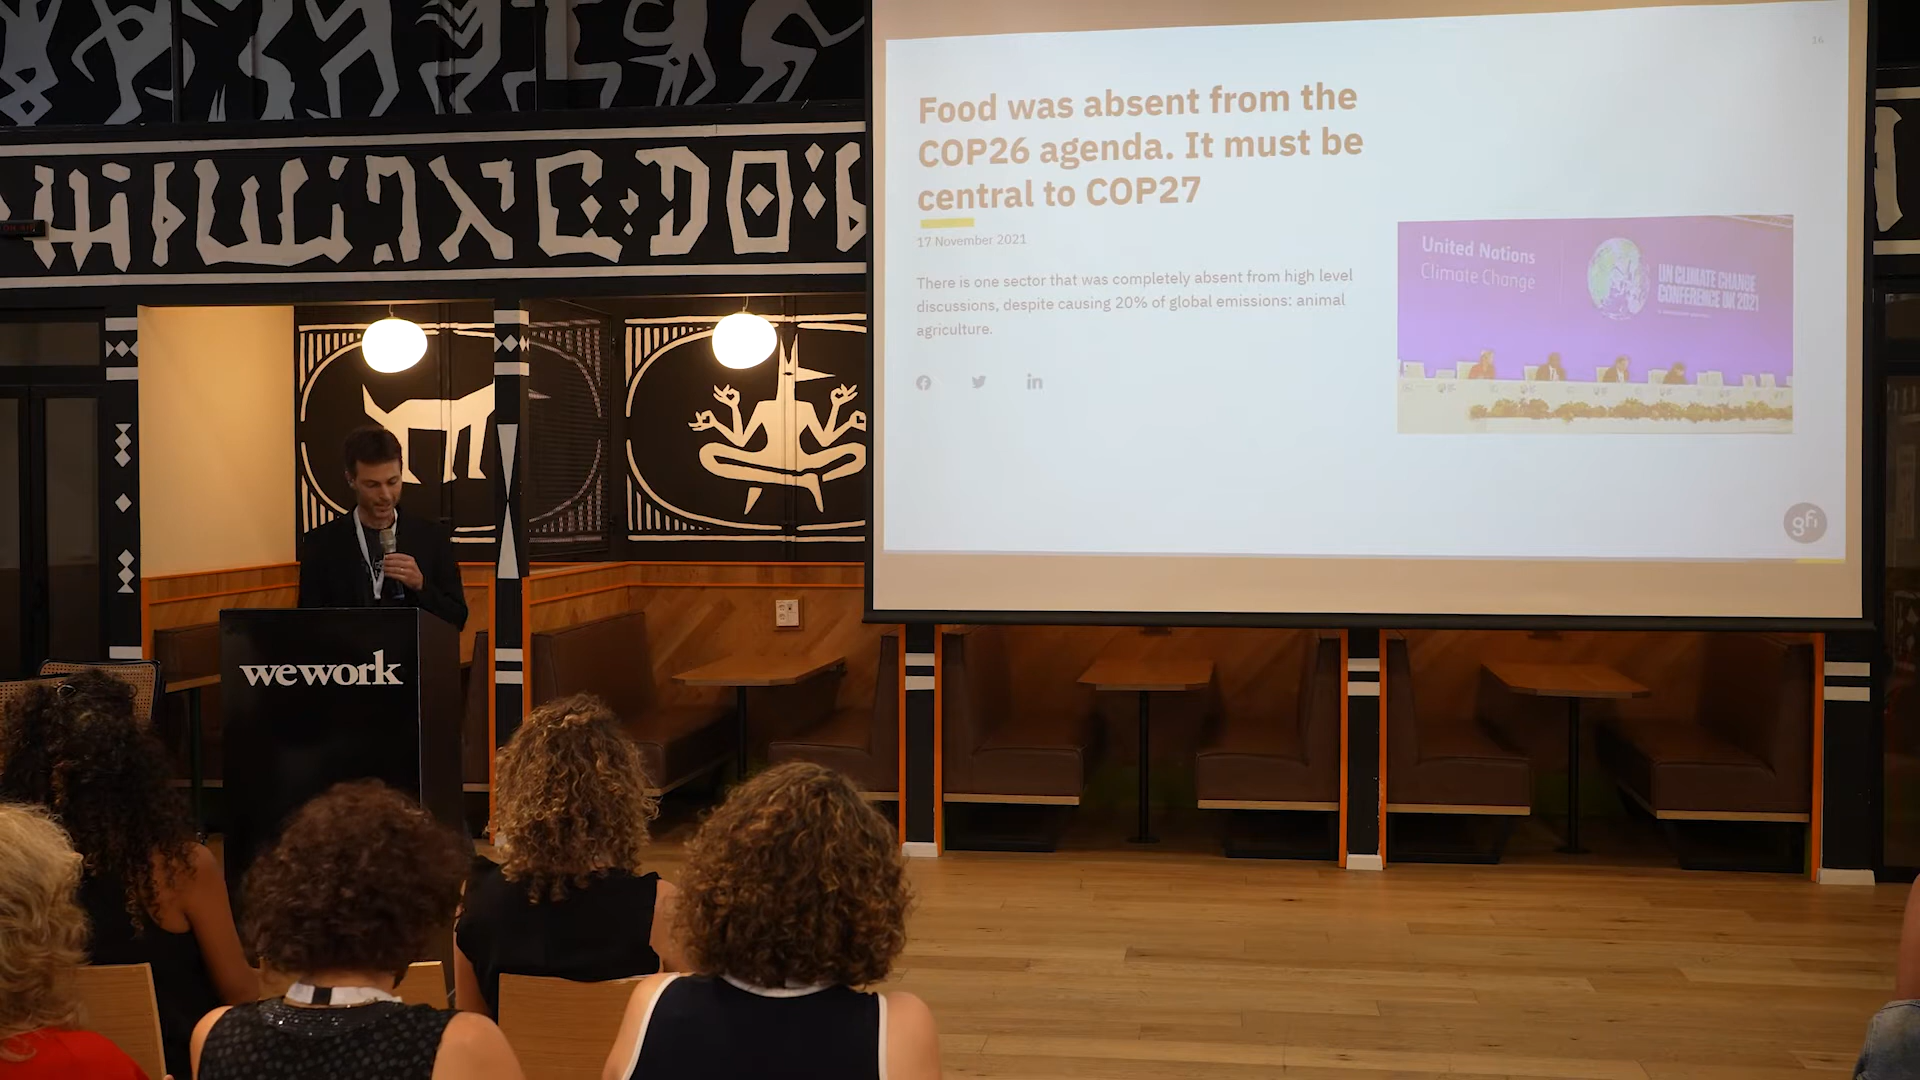 16
Food was absent from the
COP26 agenda. It must be
central to COP27
17 November 2021
There is one sector that was completely absent from high level
discussions, despite causing 20% of global emissions: animal
agriculture.
United Nations
Climate Change
UN CLIMATE CHANGE
CONFERENCE UK 2021
gfi
wework